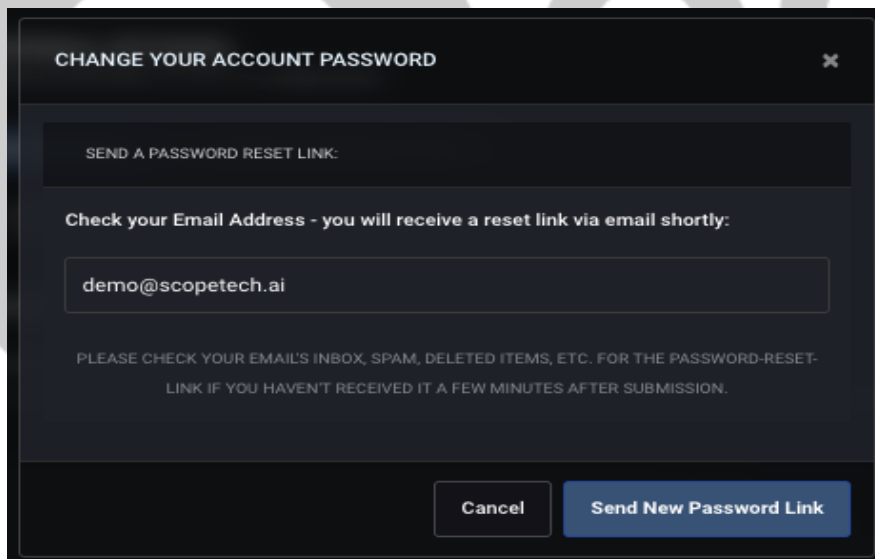 CHANGE YOUR ACCOUNT PASSWORD
SEND A PASSWORD RESET LINK:
Check your Email Address - you will receive a reset link via email shortly:
demo@scopetech.ai
PLEASE CHECK YOUR EMAIL'S INBOX, SPAM, DELETED ITEMS, ETC. FOR THE PASSWORD-RESET-
LINK IF YOU HAVEN'T RECEIVED IT A FEW MINUTES AFTER SUBMISSION.
Cancel
Send New Password Link